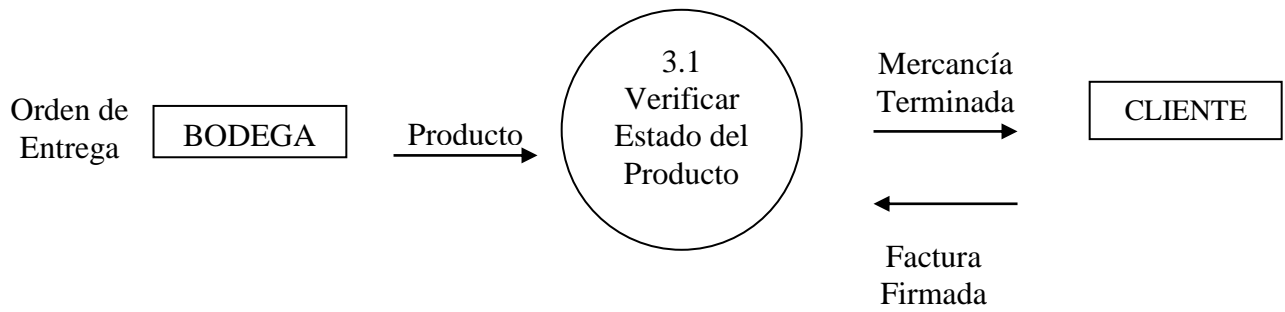 Orden de
Entrega
BODEGA
Producto
3.1
Verificar
Estado del
Producto
Mercancía
Terminada
CLIENTE
Factura
Firmada